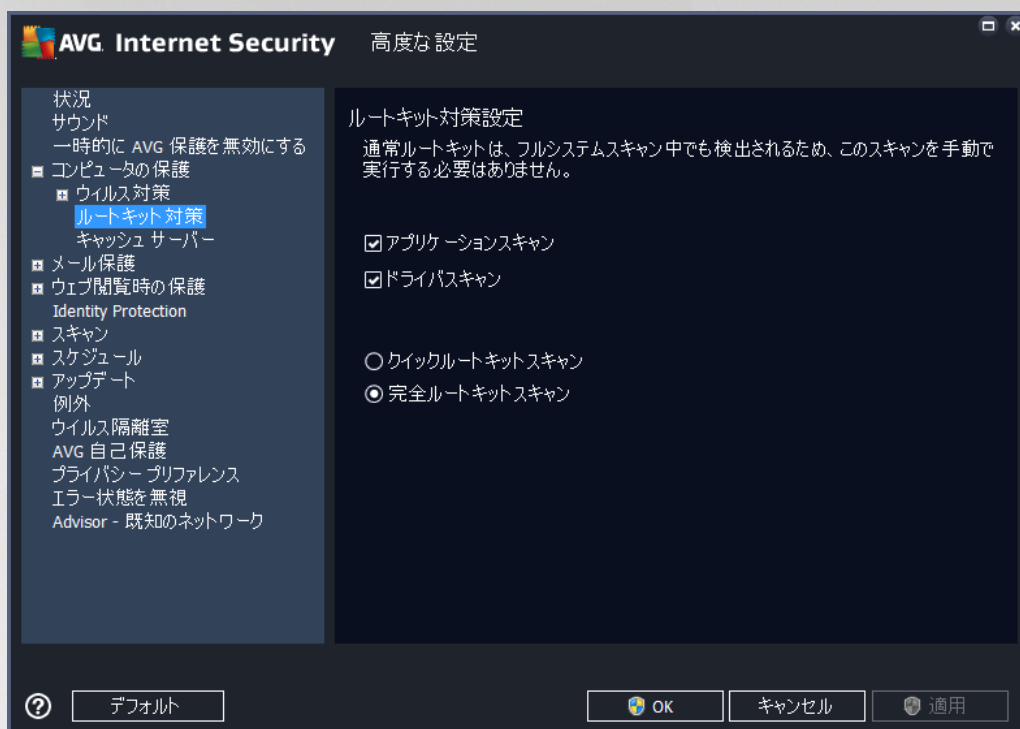 AVG. Internet Security 高度な設定
状況
サウンド
一時的に AVG 保護を無効にする
コンピュータの保護
ウィルス対策
ルートキット対策
キャッシュ サーバー
メール保護
ウェブ閲覧時の保護
Identity Protection
スキャン
スケジュール
アップデート
例外
ウイルス隔離室
AVG 自己保護
プライバシー プリファレンス
エラー状態を無視
Advisor - 既知のネットワーク
ルートキット対策設定
通常ルートキットは、フルシステムスキャン中でも検出されるため、このスキャンを手動で
実行する必要はありません。
アプリケーションスキャン
ドライバスキャン
クイックルートキットスキャン
完全ルートキットスキャン
デフォルト
OK
キャンセル
適用